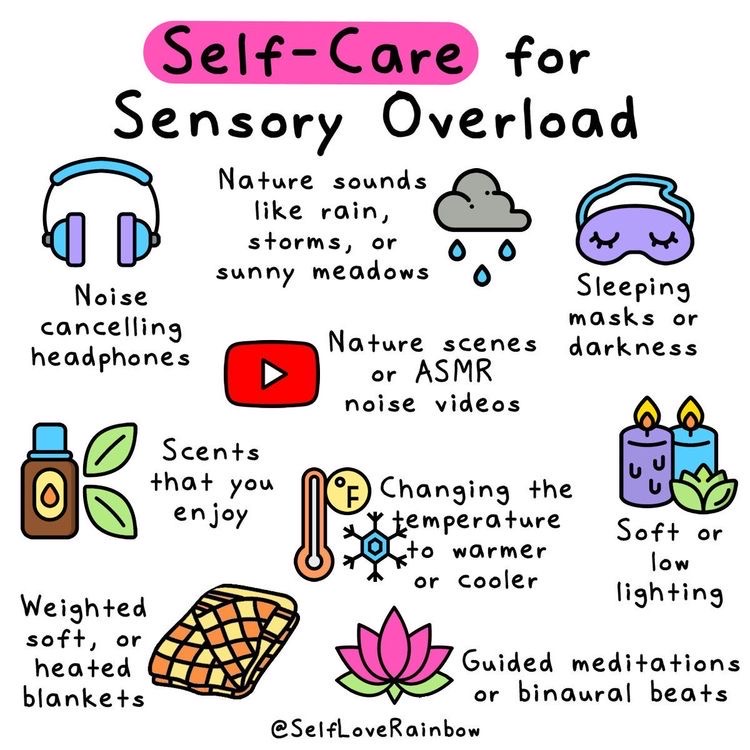 Self-Care for
Sensory Overload
Noise
cancelling
headphones
Nature sounds
like rain,
storms, or
sunny meadows
Sleeping
masks or
darkness
Nature scenes
or ASMR
noise videos
Scents
that you
enjoy
°F
Changing the
temperature
to warmer
or cooler
Soft or
low
lighting
Weighted
soft, or
heated
blankets
Guided meditations
or binaural beats
@SelfLoveRainbow